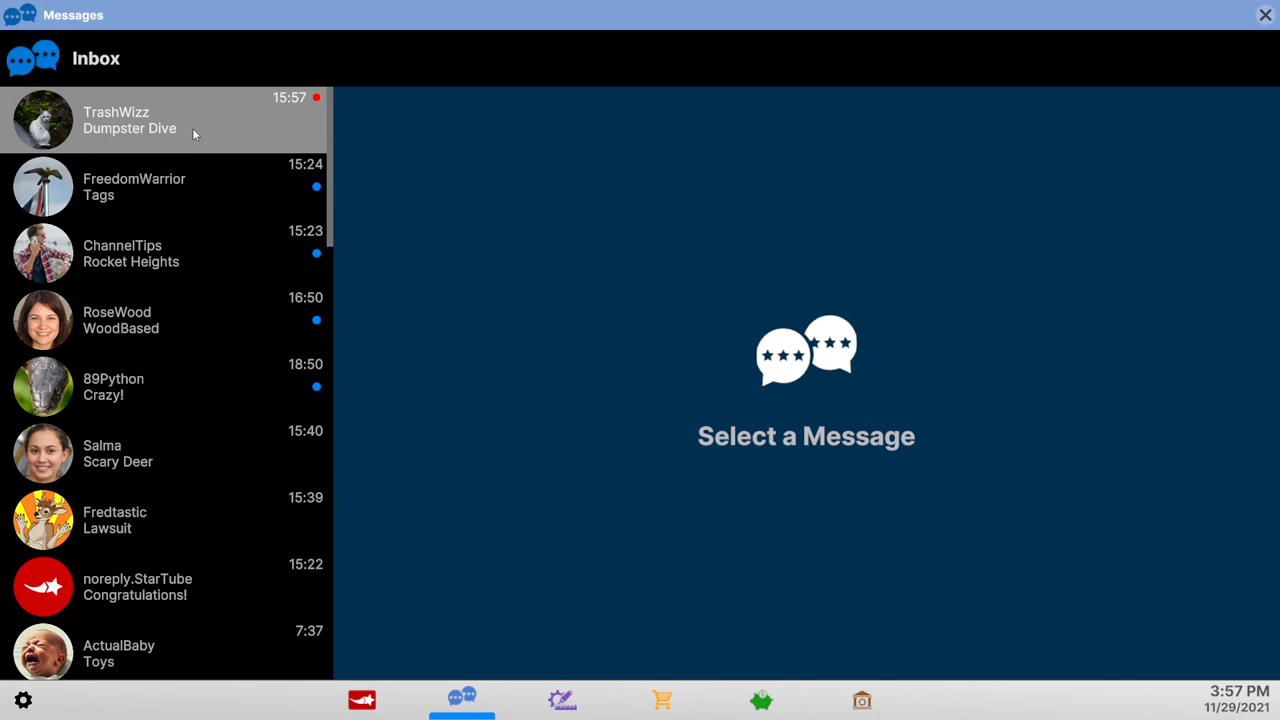 Messages
Inbox
TrashWizz
Dumpster Dive
15:57
FreedomWarrior
Tags
15:24
ChannelTips
Rocket Heights
15:23
RoseWood
WoodBased
16:50
89Python
Crazy!
18:50
Salma
Scary Deer
15:40
Fredtastic
Lawsuit
15:39
noreply.StarTube
Congratulations!
15:22
ActualBaby
Toys
7:37
Select a Message
3:57 PM
11/29/2021